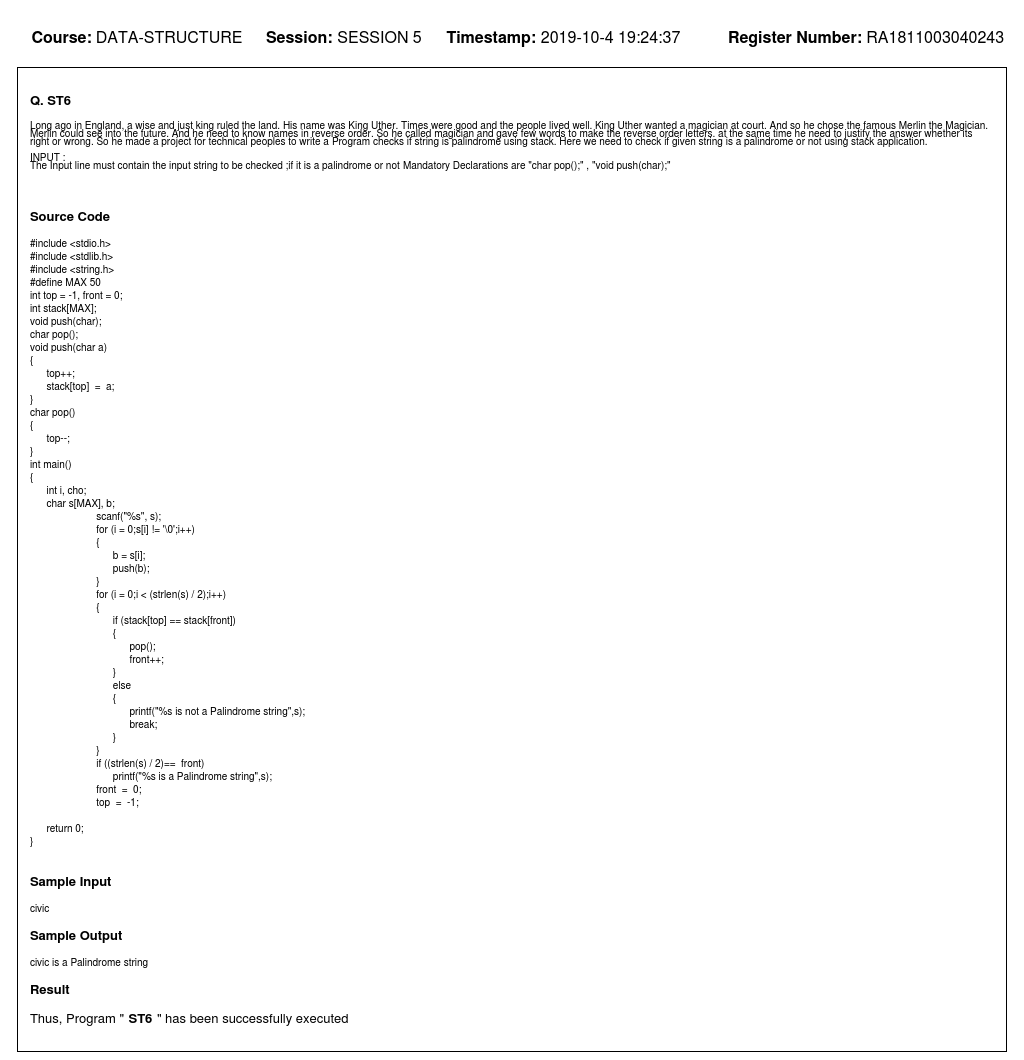 Course: DATA-STRUCTURE Session: SESSION 5 Timestamp: 2019-10-4 19:24:37 Register Number: RA1811003040243
Q. ST6
Long ago in England, a wise and just king ruled the land. His name was King Uther. Times were good and the people lived well. King Uther wanted a magician at court. And so he chose the famous Merlin the Magician.
Merlin could see into the future. And he need to know names in reverse order. So he called magician and gave few words to make the reverse order letters. at the same time he need to justify the answer whether its
right or wrong. So he made a project for technical peoples to write a Program checks if string is palindrome using stack. Here we need to check if given string is a palindrome or not using stack application.
INPUT :
The Input line must contain the input string to be checked ;if it is a palindrome or not Mandatory Declarations are "char pop();" , "void push(char);"
Source Code
#include <stdio.h>
#include <stdlib.h>
#include <string.h>
#define MAX 50
int top = -1, front = 0;
int stack[MAX];
void push(char);
char pop();
void push(char a)
{
top++;
stack[top]  =  a;
}
char pop()
{
top--;
}
int main()
{
int i, cho;
char s[MAX], b;
scanf("%s", s);
for (i = 0;s[i] != '\0';i++)
{
b = s[i];
push(b);
}
for (i = 0;i < (strlen(s) / 2);i++)
{
if (stack[top] == stack[front])
{
pop();
front++;
}
else
{
printf("%s is not a Palindrome string",s);
break;
}
}
if ((strlen(s) / 2)==  front)
printf("%s is a Palindrome string",s);
front  =  0;
top  =  -1;
return 0;
}
Sample Input
civic
Sample Output
civic is a Palindrome string
Result
Thus, Program " ST6 " has been successfully executed